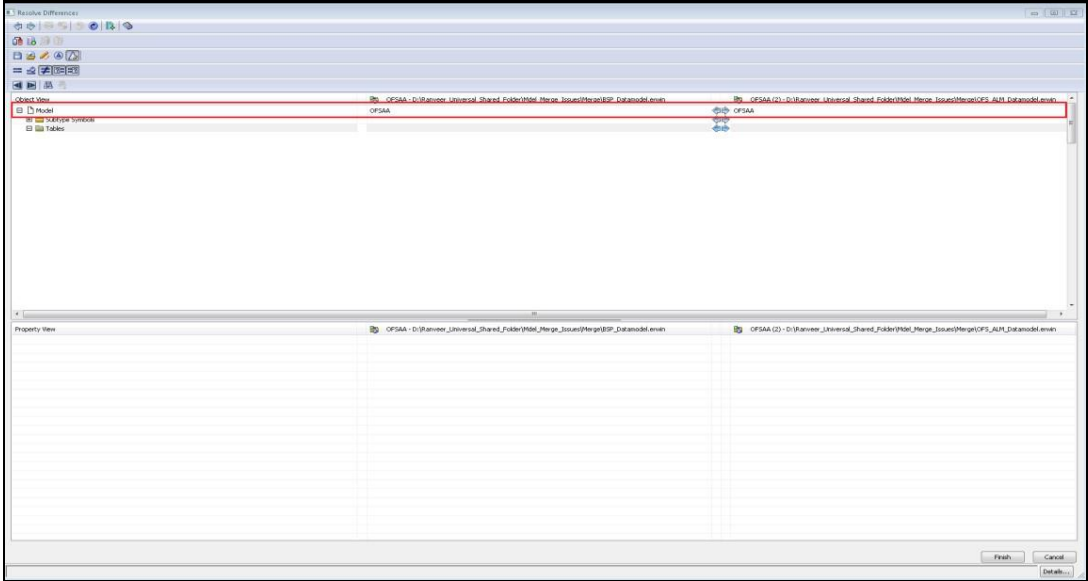 Resolve Differences
Object View OFSAA - D:\Ranveer_Universal_Shared_Folder\Mdel_Merge_Issues\Merge\BSP_Datamodel.erwin OFSAA (2) - D:\Ranveer_Universal_Shared_Folder\Mdel_Merge_Issues\Merge\OFS_ALM_Datamodel.erwin
Model OFSAA OFSAA
Subtype Symbols
Tables
Property View OFSAA - D:\Ranveer_Universal_Shared_Folder\Mdel_Merge_Issues\Merge\BSP_Datamodel.erwin OFSAA (2) - D:\Ranveer_Universal_Shared_Folder\Mdel_Merge_Issues\Merge\OFS_ALM_Datamodel.erwin
Finish Cancel
Details...